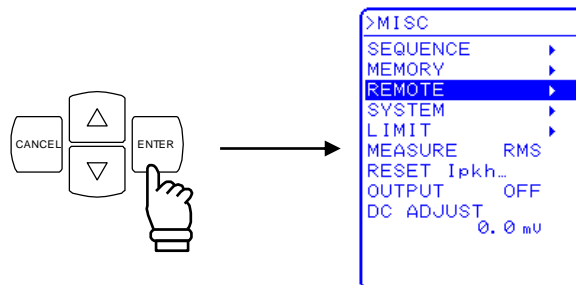 CANCEL
ENTER
>MISC
SEQUENCE
MEMORY
REMOTE
SYSTEM
LIMIT
MEASURE RMS
RESET Ipkh…
OUTPUT OFF
DC ADJUST
0.0 mV